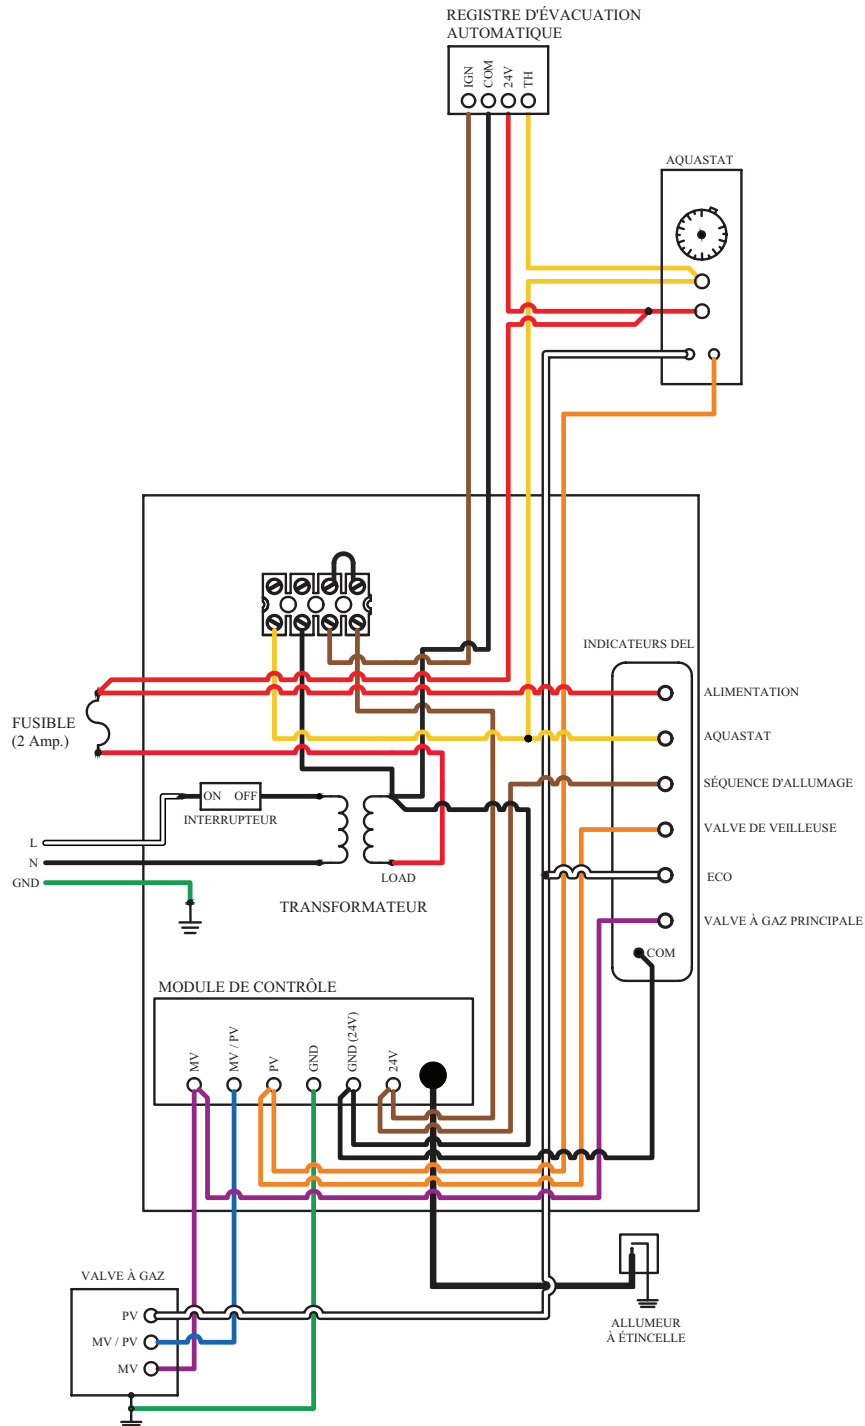 REGISTRE D'ÉVACUATION
AUTOMATIQUE
IGN
COM
24V
TH
AQUASTAT
INDICATEURS DEL
ALIMENTATION
FUSIBLE
(2 Amp.)
AQUASTAT
SÉQUENCE D'ALLUMAGE
ON OFF
INTERRUPTEUR
VALVE DE VEILLEUSE
L
N
LOAD
ECO
GND
TRANSFORMATEUR
VALVE À GAZ PRINCIPALE
COM
MODULE DE CONTRÔLE
MV
MV / PV
PV
GND
GND (24V)
24V
VALVE À GAZ
PV
MV / PV
MV
ALLUMEUR
À ÉTINCELLE